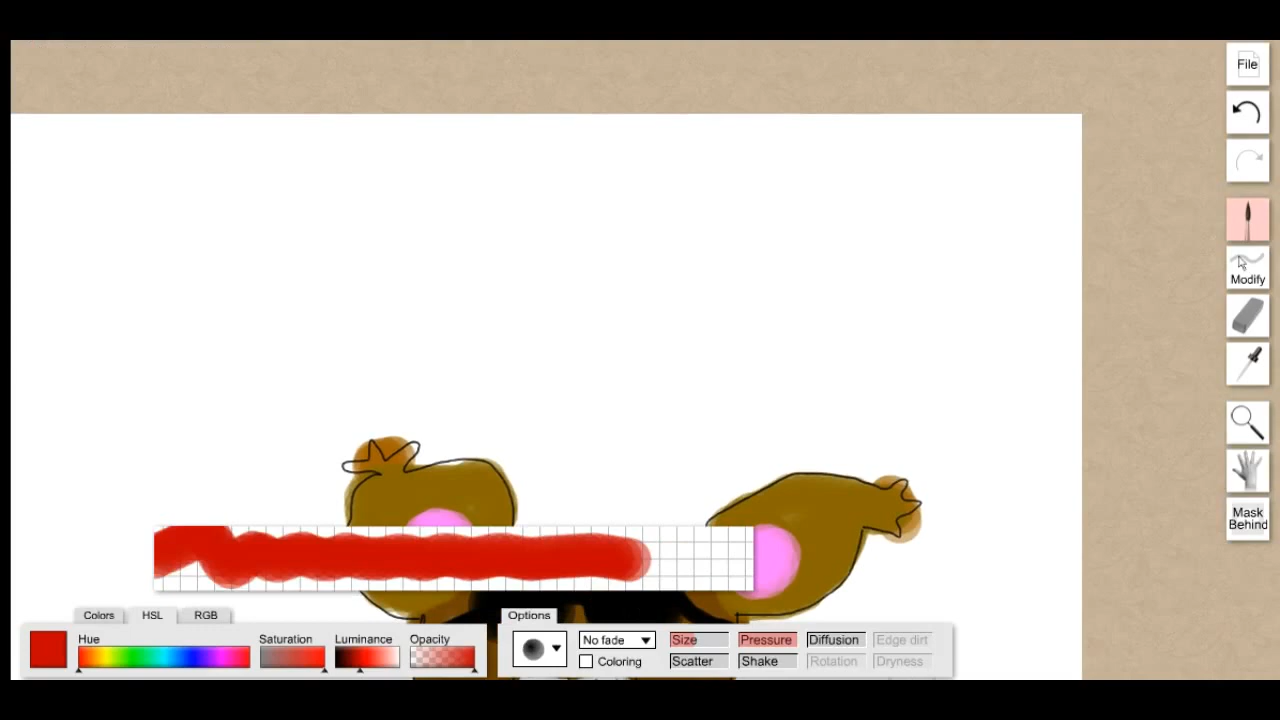 File
Modify
Mask
Behind
Colors HSL RGB
Options
Hue Saturation Luminance Opacity
No fade
Coloring
Size Pressure Diffusion Edge dirt
Scatter Shake Rotation Dryness